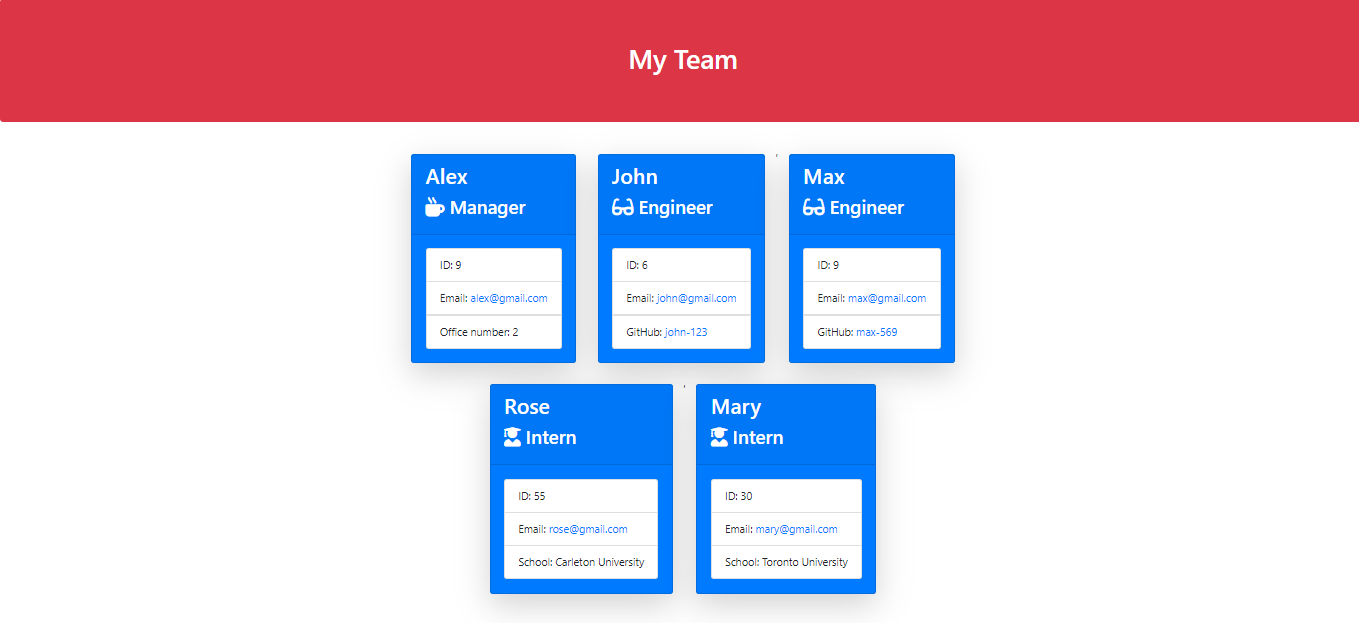 My Team
Alex
Manager
ID: 9
Email: alex@gmail.com
Office number: 2
John
Engineer
ID: 6
Email: john@gmail.com
GitHub: john-123
,
Max
Engineer
ID: 9
Email: max@gmail.com
GitHub: max-569
Rose
Intern
ID: 55
Email: rose@gmail.com
School: Carleton University
,
Mary
Intern
ID: 30
Email: mary@gmail.com
School: Toronto University